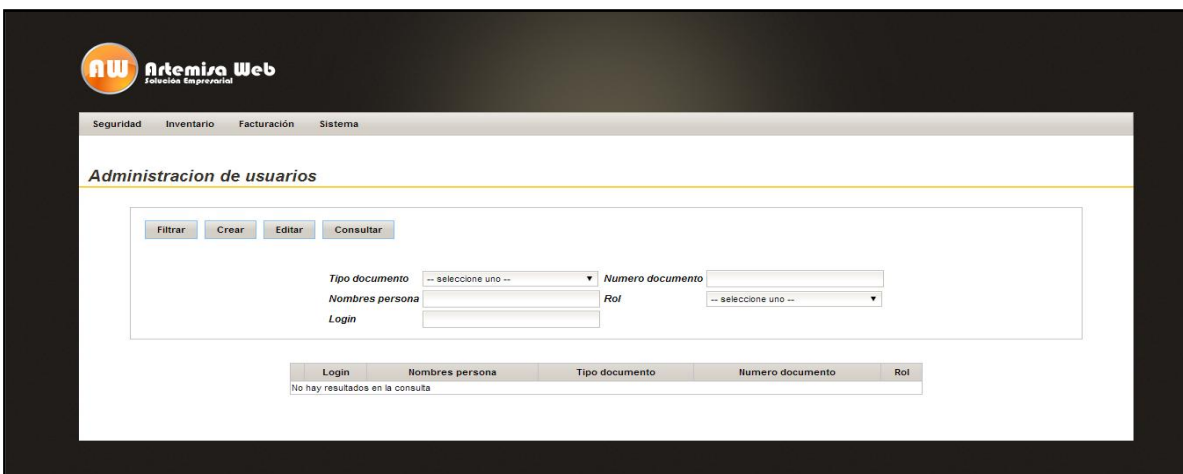 AW Artemisa Web
Solución Empresarial
Seguridad Inventario Facturación Sistema
Administracion de usuarios
Filtrar Crear Editar Consultar
Tipo documento -- seleccione uno -- Numero documento
Nombres persona Rol -- seleccione uno --
Login
Login Nombres persona Tipo documento Numero documento Rol
No hay resultados en la consulta